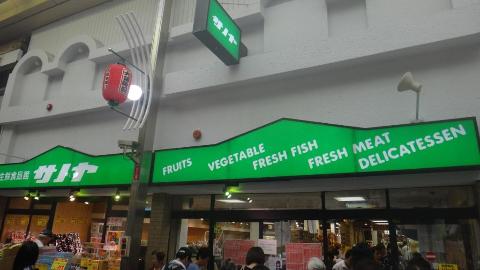 サノヤ
生鮮食品館 サノヤ
FRUITS
VEGETABLE
FRESH FISH
FRESH MEAT
DELICATESSEN